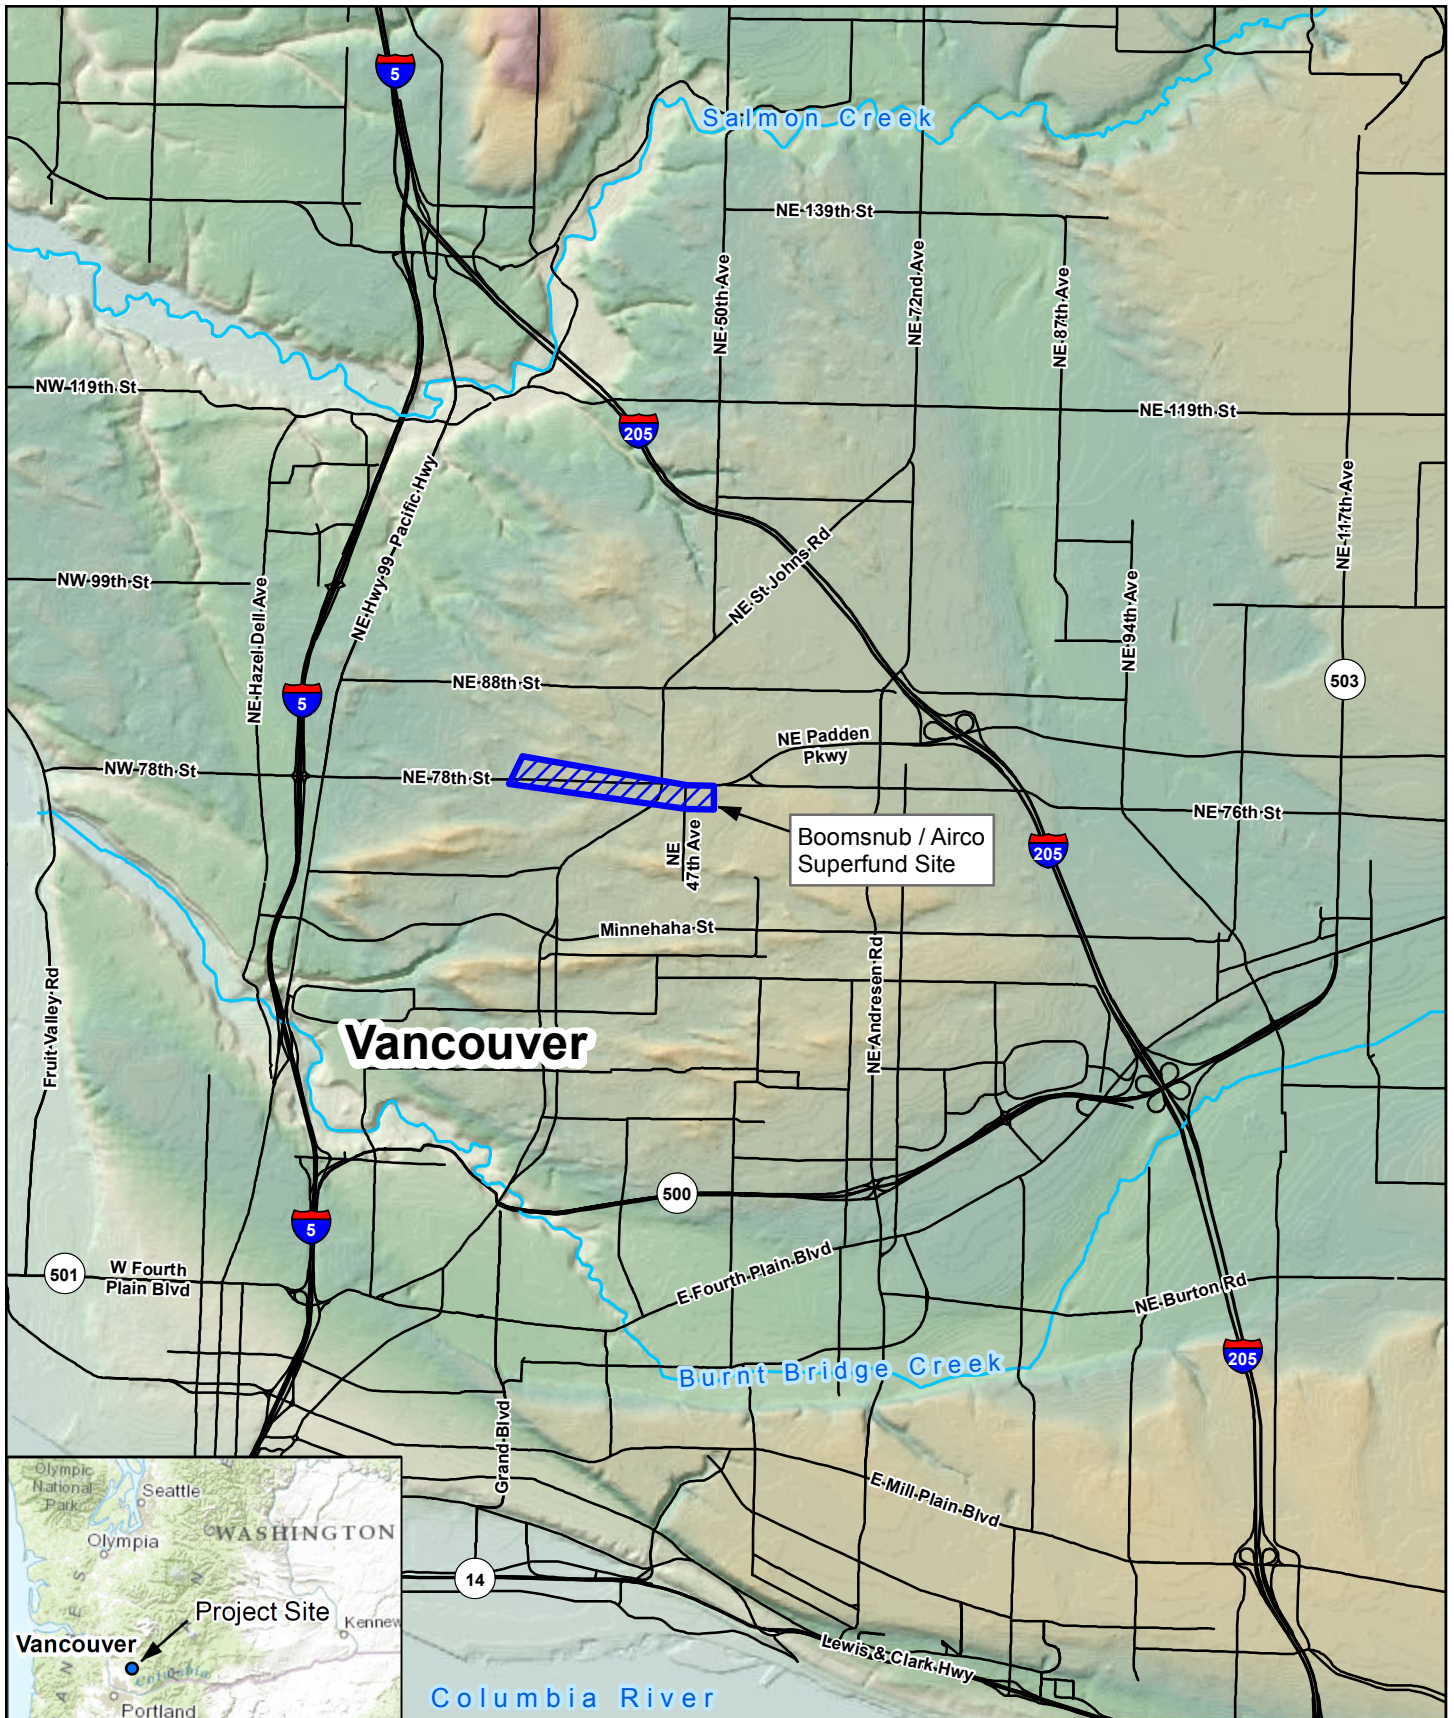 5
Salmon Creek
NE 139th St
NE 50th Ave
NE 72nd Ave
NE 87th Ave
NW 119th St
NE 119th St
205
NE Hwy 99 - Pacific Hwy
NE 117th Ave
NE St Johns Rd
NW 99th St
NE Hazel Dell Ave
NE 94th Ave
NE 88th St
503
5
NE Padden
Pkwy
NW 78th St
NE 78th St
NE 76th St
Boomsnub / Airco
Superfund Site
205
NE
47th Ave
Minnehaha St
Fruit Valley Rd
NE Andresen Rd
Vancouver
500
5
501
W Fourth
Plain Blvd
E Fourth Plain Blvd
NE Burton Rd
205
Burnt Bridge Creek
Grand Blvd
E Mill Plain Blvd
14
Lewis & Clark Hwy
Columbia River
Olympic
National
Park
Seattle
WASHINGTON
Olympia
Project Site
Kennew
Vancouver
Columbia
Portland